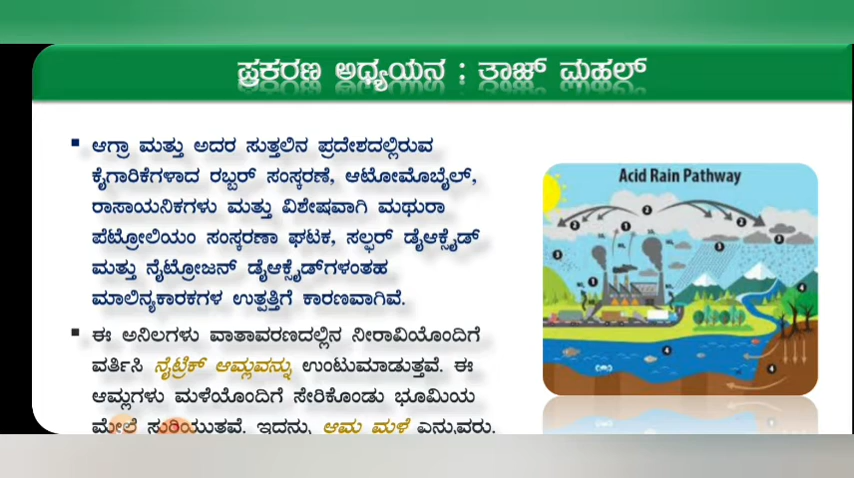 ಪ್ರಕರಣ ಅಧ್ಯಯನ : ತಾಜ್ ಮಹಲ್
ಆಗ್ರಾ ಮತ್ತು ಅದರ ಸುತ್ತಲಿನ ಪ್ರದೇಶದಲ್ಲಿರುವ
ಕೈಗಾರಿಕೆಗಳಾದ ರಬ್ಬರ್ ಸಂಸ್ಕರಣೆ, ಆಟೋಮೊಬೈಲ್,
ರಾಸಾಯನಿಕಗಳು ಮತ್ತು ವಿಶೇಷವಾಗಿ ಮಥುರಾ
ಪೆಟ್ರೋಲಿಯಂ ಸಂಸ್ಕರಣಾ ಘಟಕ, ಸಲ್ಫರ್ ಡೈಆಕ್ಸೈಡ್
ಮತ್ತು ನೈಟ್ರೋಜನ್ ಡೈಆಕ್ಸೈಡ್‌ಗಳಂತಹ
ಮಾಲಿನ್ಯಕಾರಕಗಳ ಉತ್ಪತ್ತಿಗೆ ಕಾರಣವಾಗಿವೆ.
ಈ ಅನಿಲಗಳು ವಾತಾವರಣದಲ್ಲಿನ ನೀರಾವಿಯೊಂದಿಗೆ
ವರ್ತಿಸಿ ನೈಟ್ರಿಕ್ ಆಮ್ಲವನ್ನು ಉಂಟುಮಾಡುತ್ತವೆ. ಈ
ಆಮ್ಲಗಳು ಮಳೆಯೊಂದಿಗೆ ಸೇರಿಕೊಂಡು ಭೂಮಿಯ
ಮೇಲೆ ಸುರಿಯುತ್ತವೆ. ಇದನ್ನು ಆಮ್ಲ ಮಳೆ ಎನ್ನುವರು.
Acid Rain Pathway